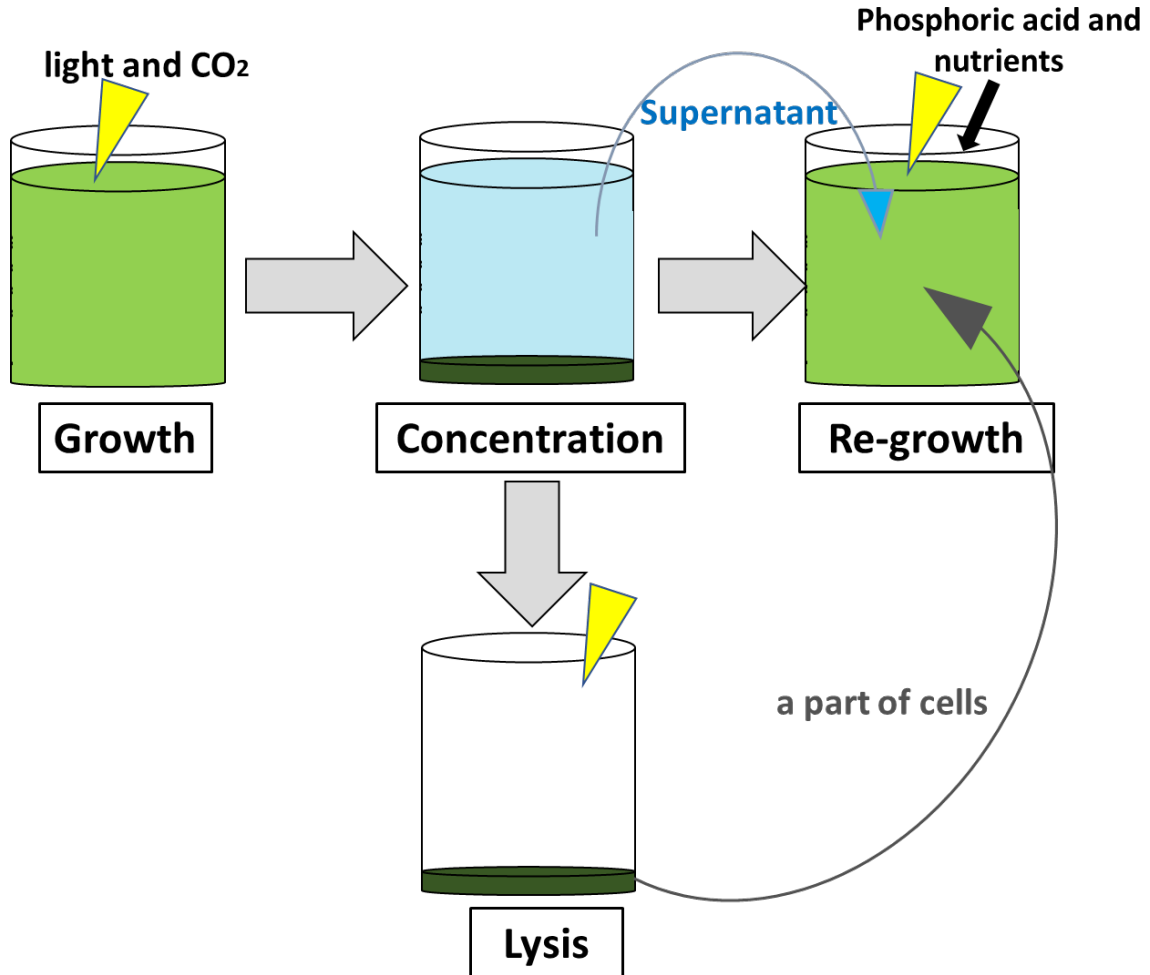 light and CO₂
Phosphoric acid and
nutrients
Supernatant
Growth
Concentration
Re-growth
a part of cells
Lysis